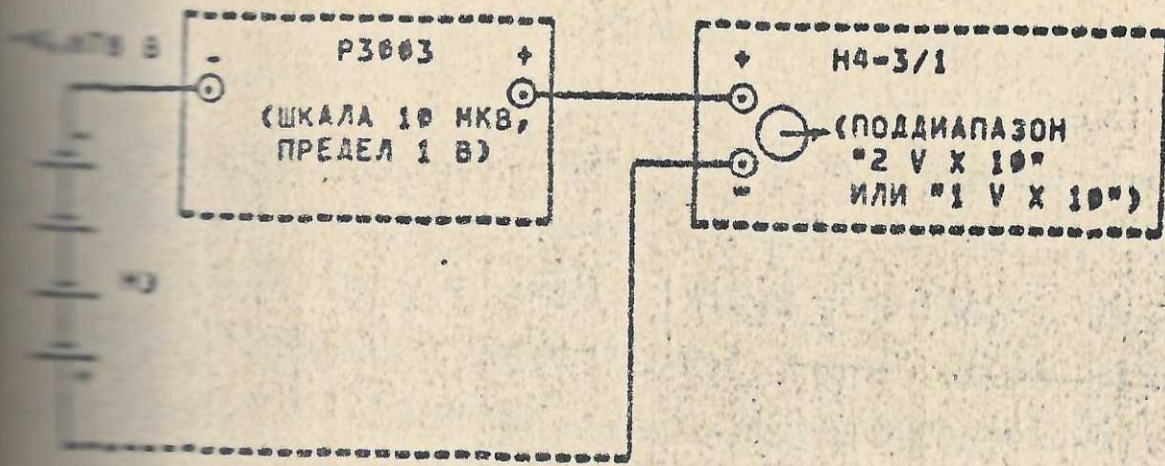 Р3003
(ШКАЛА 10 МКВ,
ПРЕДЕЛ 1 В)
- +
Н4-3/1
+
(ПОДДИАПАЗОН
"2 V X 10"
ИЛИ "1 V X 10")
-
В
-
+